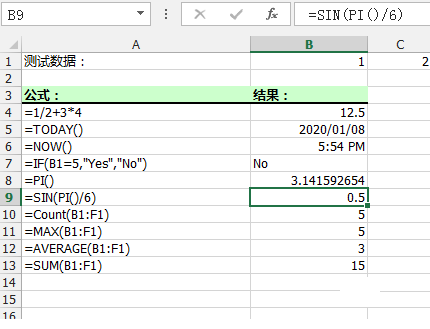 B9 =SIN(PI()/6)
A B C
1 测试数据： 1 2
2
3 公式： 结果：
4 =1/2+3*4 12.5
5 =TODAY() 2020/01/08
6 =NOW() 5:54 PM
7 =IF(B1=5,"Yes","No") No
8 =PI() 3.141592654
9 =SIN(PI()/6) 0.5
10 =Count(B1:F1) 5
11 =MAX(B1:F1) 5
12 =AVERAGE(B1:F1) 3
13 =SUM(B1:F1) 15
14
15
16